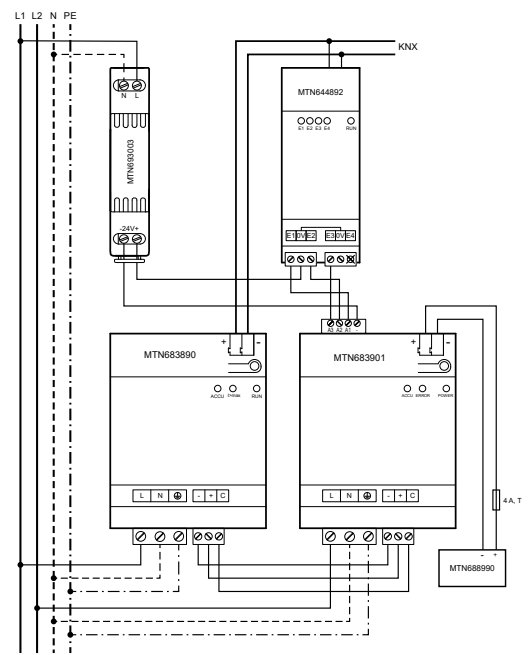 L1 L2 N PE
KNX
N L
MTN693003
-24V+
MTN644892
E1 E2 E3 E4 RUN
E1 0V E2 E3 0V E4
A3 A2 A1 -
+ -
MTN683890
ACCU I>Imax RUN
L N - + C
+ -
MTN683901
ACCU ERROR POWER
L N - + C
4 A, T
- +
MTN688990